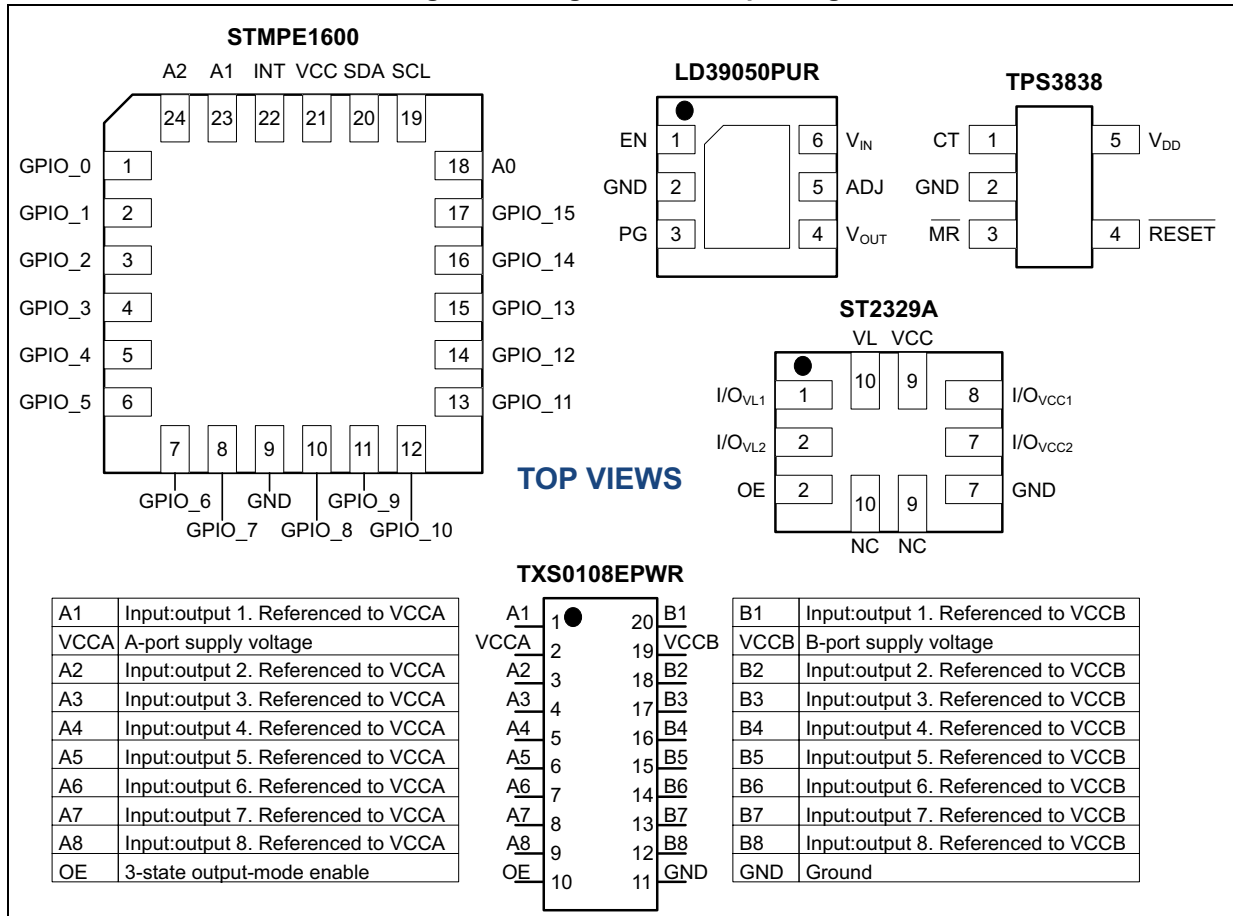 STMPE1600
A2 A1 INT VCC SDA SCL
24 23 22 21 20 19
GPIO_0 1
GPIO_1 2
GPIO_2 3
GPIO_3 4
GPIO_4 5
GPIO_5 6
18 A0
17 GPIO_15
16 GPIO_14
15 GPIO_13
14 GPIO_12
13 GPIO_11
7 8 9 10 11 12
GPIO_6 GND GPIO_9
GPIO_7 GPIO_8 GPIO_10
LD39050PUR
EN 1 6 VIN
GND 2 5 ADJ
PG 3 4 VOUT
TPS3838
CT 1 5 VDD
GND 2
MR 3 4 RESET
ST2329A
VL VCC
10 9
I/OVL1 1 8 I/OVCC1
I/OVL2 2 7 I/OVCC2
OE 2 7 GND
10 9
NC NC
TOP VIEWS
TXS0108EPWR
A1 Input:output 1. Referenced to VCCA
VCCA A-port supply voltage
A2 Input:output 2. Referenced to VCCA
A3 Input:output 3. Referenced to VCCA
A4 Input:output 4. Referenced to VCCA
A5 Input:output 5. Referenced to VCCA
A6 Input:output 6. Referenced to VCCA
A7 Input:output 7. Referenced to VCCA
A8 Input:output 8. Referenced to VCCA
OE 3-state output-mode enable
A1 1 20 B1
VCCA 2 19 VCCB
A2 3 18 B2
A3 4 17 B3
A4 5 16 B4
A5 6 15 B5
A6 7 14 B6
A7 8 13 B7
A8 9 12 B8
OE 10 11 GND
B1 Input:output 1. Referenced to VCCB
VCCB B-port supply voltage
B2 Input:output 2. Referenced to VCCB
B3 Input:output 3. Referenced to VCCB
B4 Input:output 4. Referenced to VCCB
B5 Input:output 5. Referenced to VCCB
B6 Input:output 6. Referenced to VCCB
B7 Input:output 7. Referenced to VCCB
B8 Input:output 8. Referenced to VCCB
GND Ground